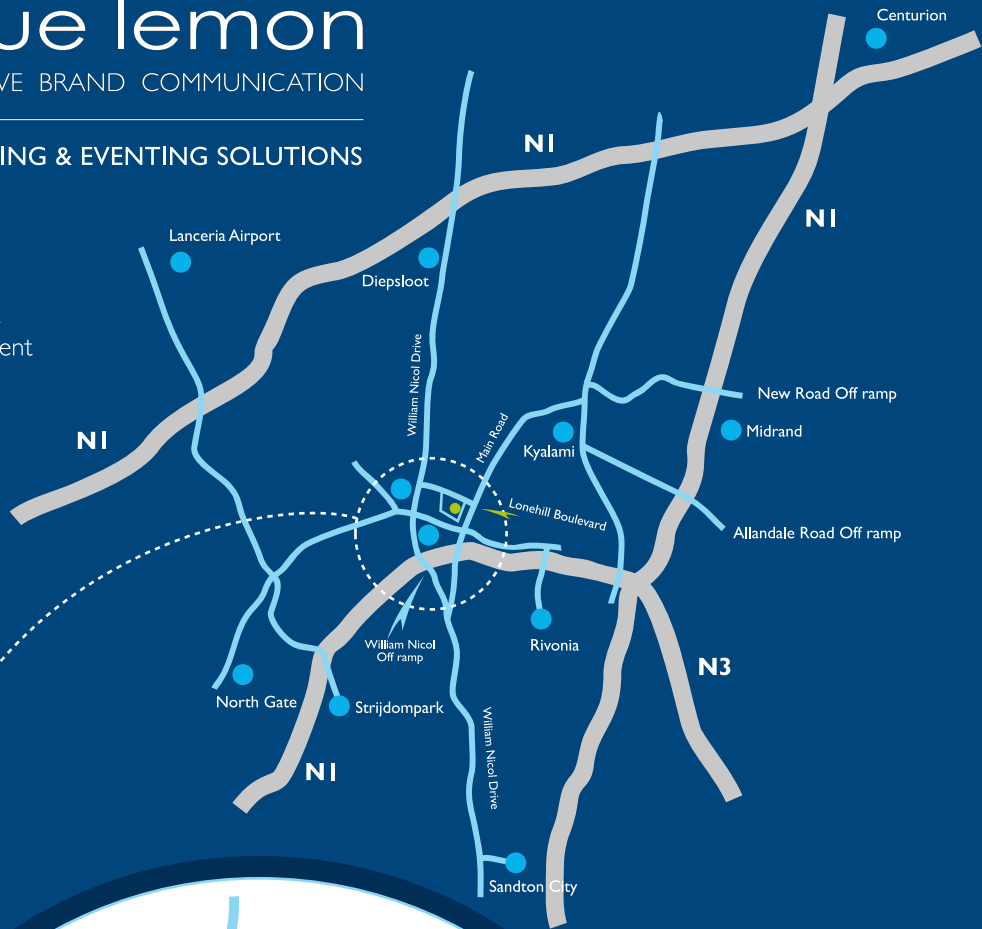 ue lemon
VE BRAND COMMUNICATION
ING & EVENTING SOLUTIONS
ent
Centurion
N1
N1
Lanceria Airport
Diepsloot
William Nicol Drive
Main Road
New Road Off ramp
Midrand
Kyalami
N1
Lonehill Boulevard
Allandale Road Off ramp
William Nicol
Off ramp
Rivonia
N3
North Gate
Strijdompark
William Nicol Drive
N1
Sandton City